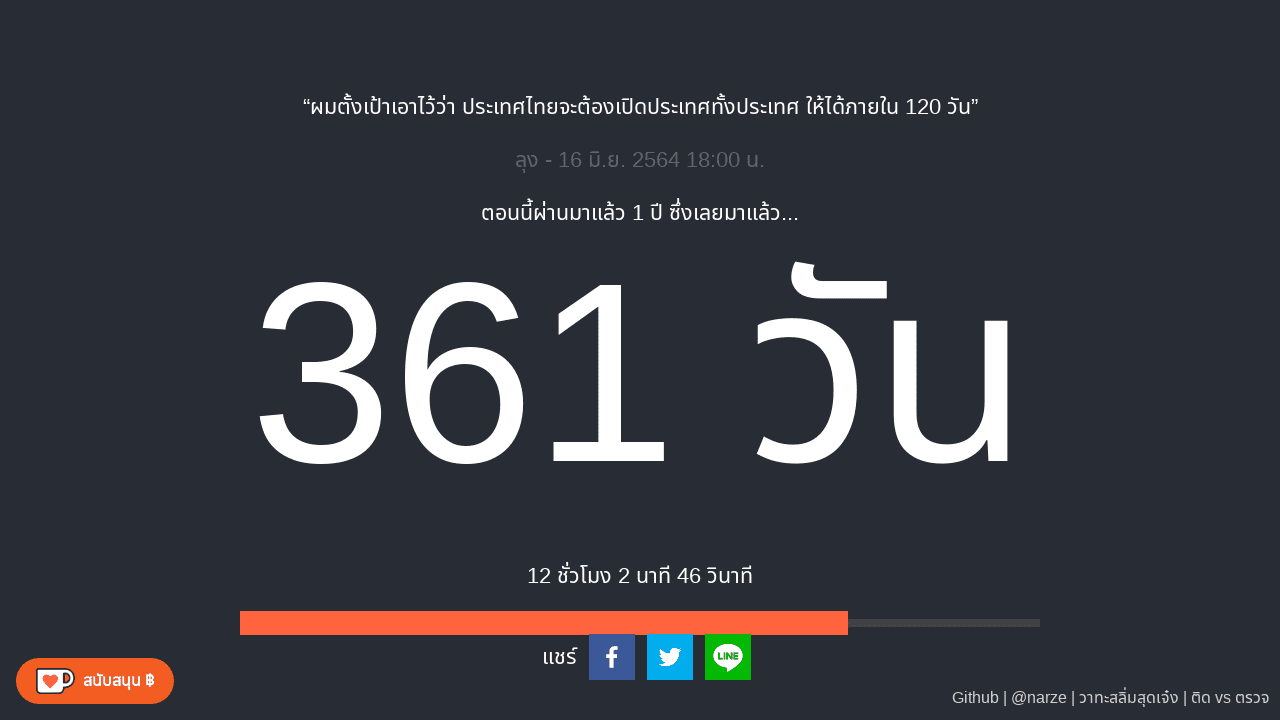 “ผมตั้งเป้าเอาไว้ว่า ประเทศไทยจะต้องเปิดประเทศทั้งประเทศ ให้ได้ภายใน 120 วัน”
ลุง - 16 มิ.ย. 2564 18:00 น.
ตอนนี้ผ่านมาแล้ว 1 ปี ซึ่งเลยมาแล้ว...
361 วัน
12 ชั่วโมง 2 นาที 46 วินาที
แชร์
LINE
สนับสนุน ฿
Github | @narze | วาทะสลิ่มสุดเจ๋ง | ติด vs ตรวจ